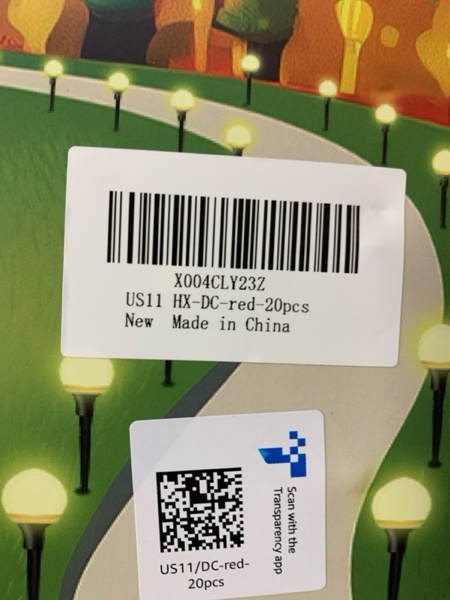 X004CLY23Z
US11 HX-DC-red-20pcs
New Made in China
Scan with the
Transparency app
US11/DC-red-
20pcs